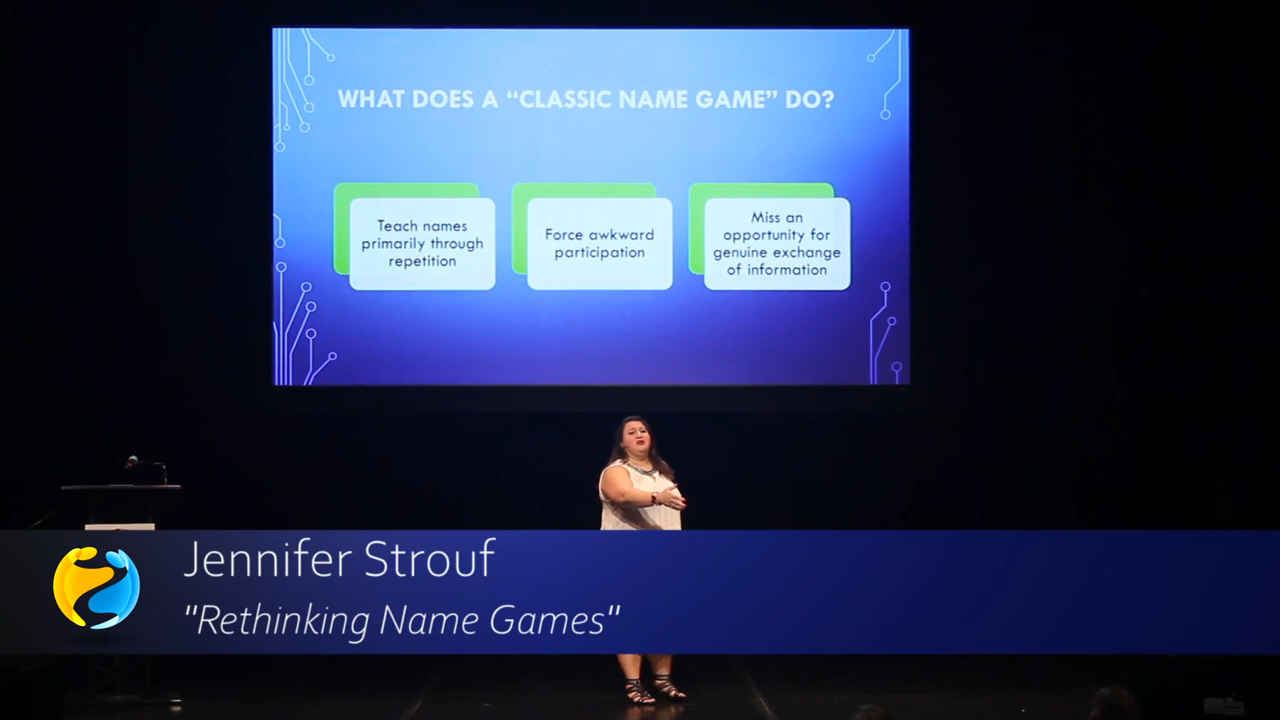 WHAT DOES A “CLASSIC NAME GAME” DO?
Teach names
primarily through
repetition
Force awkward
participation
Miss an
opportunity for
genuine exchange
of information
Jennifer Strouf
"Rethinking Name Games"